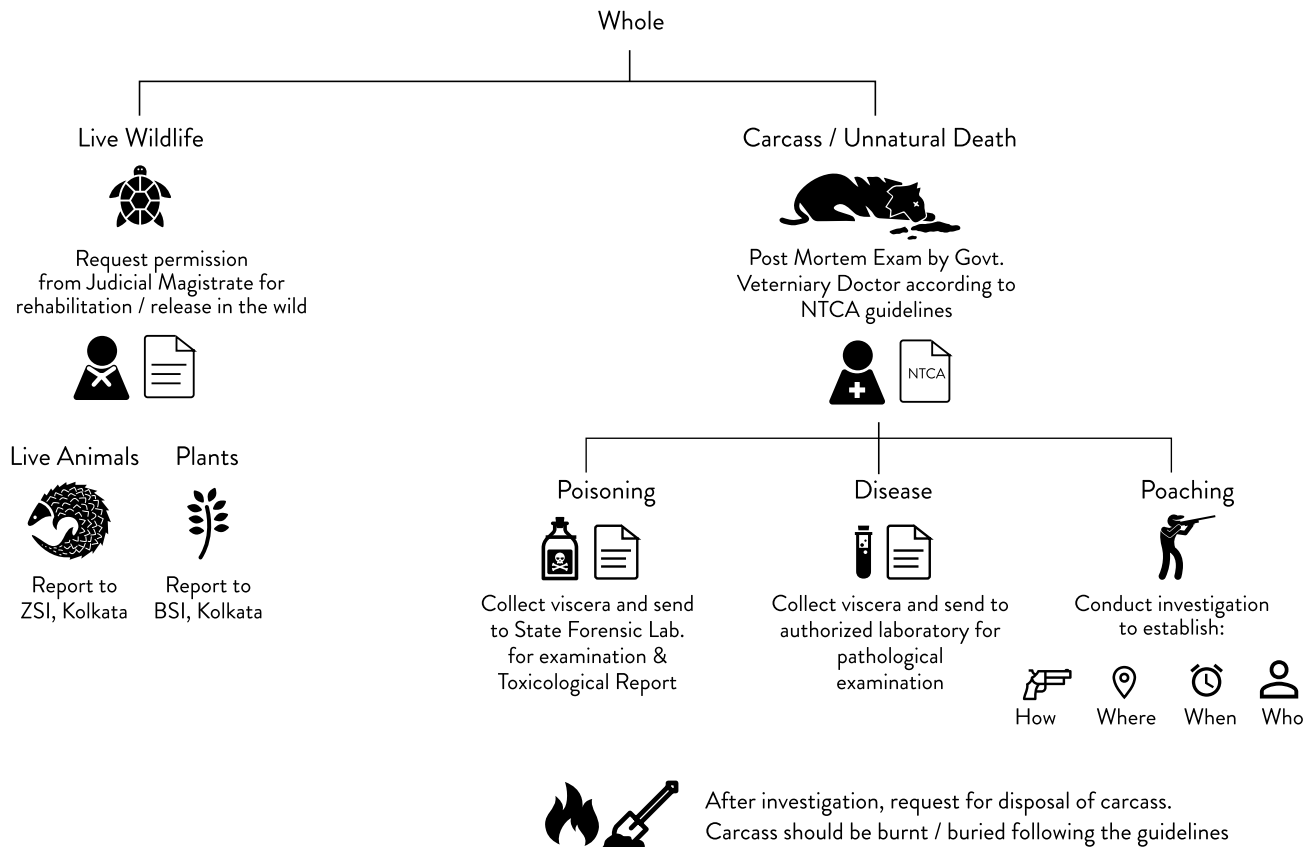 Whole
Live Wildlife
Request permission
from Judicial Magistrate for
rehabilitation / release in the wild
Live Animals
Report to
ZSI, Kolkata
Plants
Report to
BSI, Kolkata
Carcass / Unnatural Death
Post Mortem Exam by Govt.
Veterniary Doctor according to
NTCA guidelines
NTCA
Poisoning
Collect viscera and send
to State Forensic Lab.
for examination &
Toxicological Report
Disease
Collect viscera and send to
authorized laboratory for
pathological
examination
Poaching
Conduct investigation
to establish:
How
Where
When
Who
After investigation, request for disposal of carcass.
Carcass should be burnt / buried following the guidelines